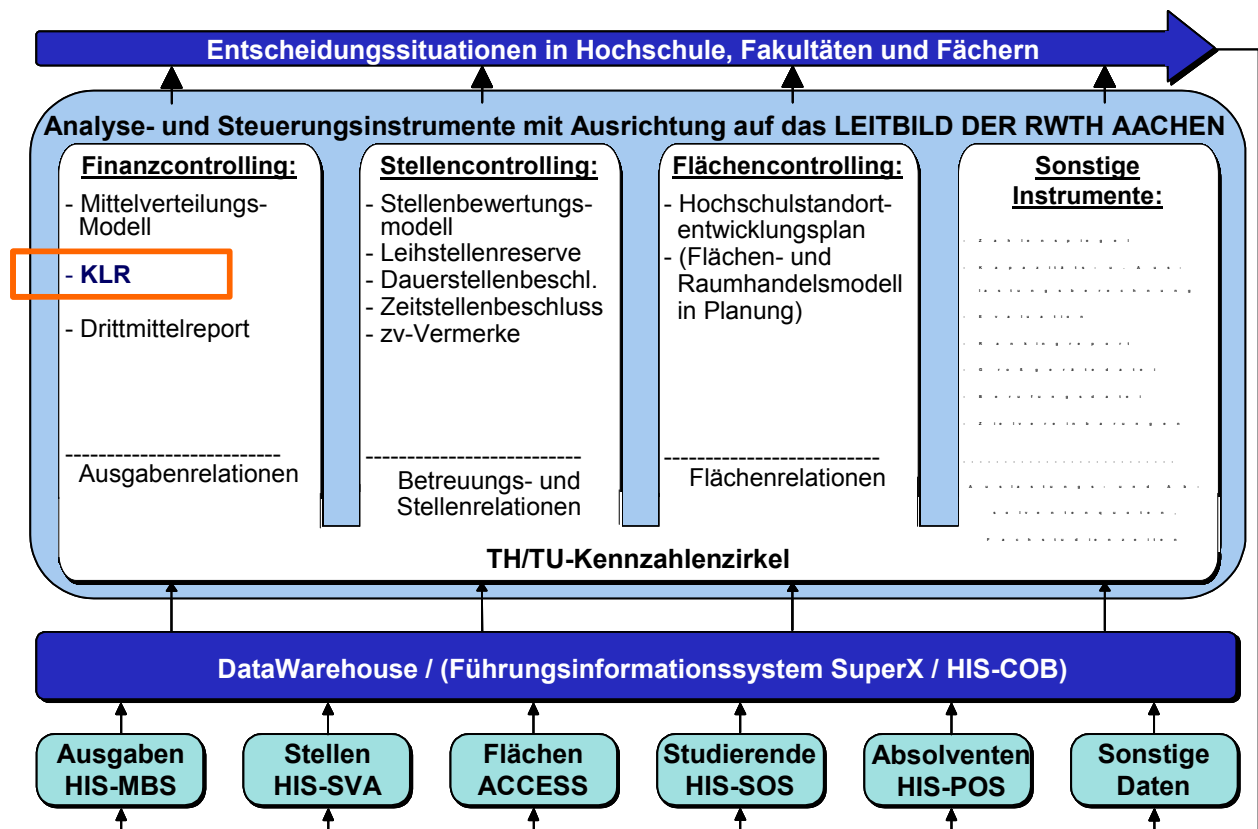 Entscheidungssituationen in Hochschule, Fakultäten und Fächern
Analyse- und Steuerungsinstrumente mit Ausrichtung auf das LEITBILD DER RWTH AACHEN
Finanzcontrolling:
- Mittelverteilungs-
Modell
- KLR
- Drittmittelreport
--------------------------
Ausgabenrelationen
Stellencontrolling:
- Stellenbewertungs-
modell
- Leihstellenreserve
- Dauerstellenbeschl.
- Zeitstellenbeschluss
- zv-Vermerke
--------------------------
Betreuungs- und
Stellenrelationen
Flächencontrolling:
- Hochschulstandort-
entwicklungsplan
- (Flächen- und
Raumhandelsmodell
in Planung)
--------------------------
Flächenrelationen
Sonstige
Instrumente:
TH/TU-Kennzahlenzirkel
DataWarehouse / (Führungsinformationssystem SuperX / HIS-COB)
Ausgaben
HIS-MBS
Stellen
HIS-SVA
Flächen
ACCESS
Studierende
HIS-SOS
Absolventen
HIS-POS
Sonstige
Daten